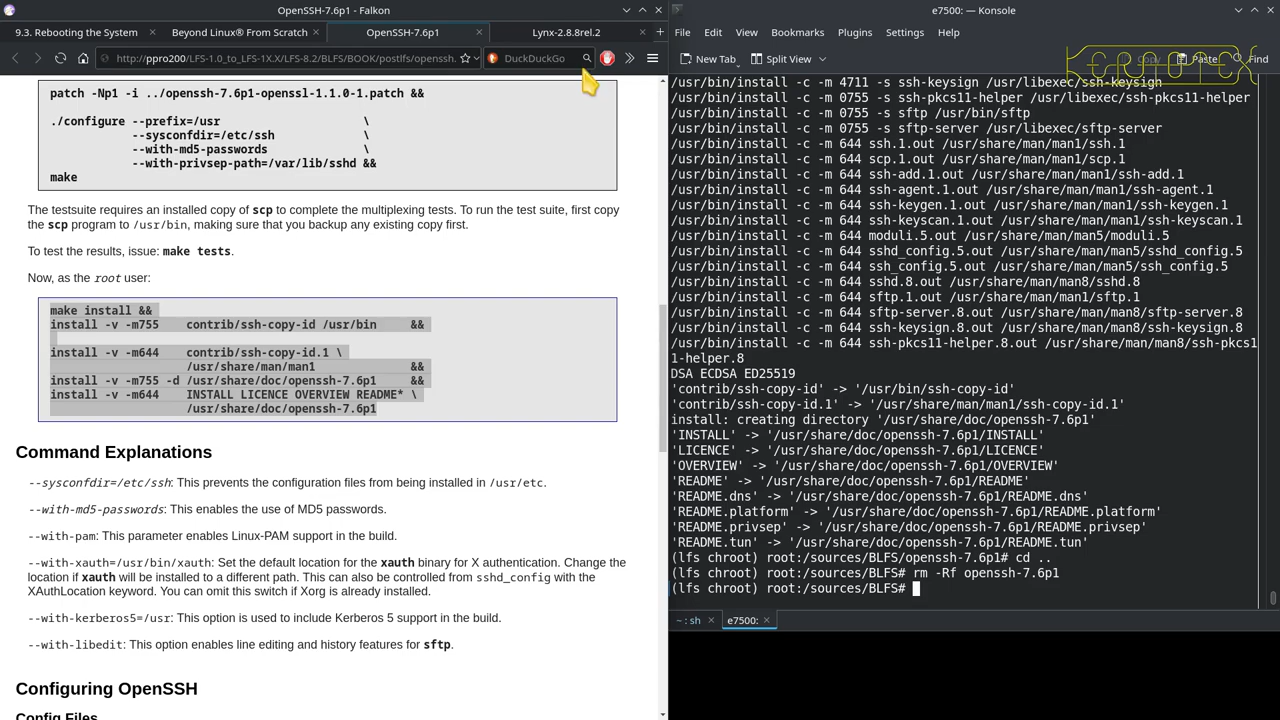 OpenSSH-7.6p1 - Falkon
9.3. Rebooting the System
Beyond Linux® From Scratch
OpenSSH-7.6p1
Lynx-2.8.8rel.2
http://ppro200/LFS-1.0_to_LFS-1X.X/LFS-8.2/BLFS/BOOK/postlfs/openssh.
DuckDuckGo
patch -Np1 -i ../openssh-7.6p1-openssl-1.1.0-1.patch &&
./configure --prefix=/usr \
--sysconfdir=/etc/ssh \
--with-md5-passwords \
--with-privsep-path=/var/lib/sshd &&
make
The testsuite requires an installed copy of scp to complete the multiplexing tests. To run the test suite, first copy
the scp program to /usr/bin, making sure that you backup any existing copy first.
To test the results, issue: make tests.
Now, as the root user:
make install &&
install -v -m755 contrib/ssh-copy-id /usr/bin &&
install -v -m644 contrib/ssh-copy-id.1 \
/usr/share/man/man1 &&
install -v -m755 -d /usr/share/doc/openssh-7.6p1 &&
install -v -m644 INSTALL LICENCE OVERVIEW README* \
/usr/share/doc/openssh-7.6p1
Command Explanations
--sysconfdir=/etc/ssh: This prevents the configuration files from being installed in /usr/etc.
--with-md5-passwords: This enables the use of MD5 passwords.
--with-pam: This parameter enables Linux-PAM support in the build.
--with-xauth=/usr/bin/xauth: Set the default location for the xauth binary for X authentication. Change the
location if xauth will be installed to a different path. This can also be controlled from sshd_config with the
XAuthLocation keyword. You can omit this switch if Xorg is already installed.
--with-kerberos5=/usr: This option is used to include Kerberos 5 support in the build.
--with-libedit: This option enables line editing and history features for sftp.
Configuring OpenSSH
Config Files
e7500: — Konsole
File Edit View Bookmarks Plugins Settings Help
New Tab Split View Copy Paste Find
/usr/bin/install -c -m 4711 -s ssh-keysign /usr/libexec/ssh-keysign
/usr/bin/install -c -m 0755 -s ssh-pkcs11-helper /usr/libexec/ssh-pkcs11-helper
/usr/bin/install -c -m 0755 -s sftp /usr/bin/sftp
/usr/bin/install -c -m 0755 -s sftp-server /usr/libexec/sftp-server
/usr/bin/install -c -m 644 ssh.1.out /usr/share/man/man1/ssh.1
/usr/bin/install -c -m 644 scp.1.out /usr/share/man/man1/scp.1
/usr/bin/install -c -m 644 ssh-add.1.out /usr/share/man/man1/ssh-add.1
/usr/bin/install -c -m 644 ssh-agent.1.out /usr/share/man/man1/ssh-agent.1
/usr/bin/install -c -m 644 ssh-keygen.1.out /usr/share/man/man1/ssh-keygen.1
/usr/bin/install -c -m 644 ssh-keyscan.1.out /usr/share/man/man1/ssh-keyscan.1
/usr/bin/install -c -m 644 moduli.5.out /usr/share/man/man5/moduli.5
/usr/bin/install -c -m 644 sshd_config.5.out /usr/share/man/man5/sshd_config.5
/usr/bin/install -c -m 644 ssh_config.5.out /usr/share/man/man5/ssh_config.5
/usr/bin/install -c -m 644 sshd.8.out /usr/share/man/man8/sshd.8
/usr/bin/install -c -m 644 sftp.1.out /usr/share/man/man1/sftp.1
/usr/bin/install -c -m 644 sftp-server.8.out /usr/share/man/man8/sftp-server.8
/usr/bin/install -c -m 644 ssh-keysign.8.out /usr/share/man/man8/ssh-keysign.8
/usr/bin/install -c -m 644 ssh-pkcs11-helper.8.out /usr/share/man/man8/ssh-pkcs1
1-helper.8
DSA ECDSA ED25519
'contrib/ssh-copy-id' -> '/usr/bin/ssh-copy-id'
'contrib/ssh-copy-id.1' -> '/usr/share/man/man1/ssh-copy-id.1'
install: creating directory '/usr/share/doc/openssh-7.6p1'
'INSTALL' -> '/usr/share/doc/openssh-7.6p1/INSTALL'
'LICENCE' -> '/usr/share/doc/openssh-7.6p1/LICENCE'
'OVERVIEW' -> '/usr/share/doc/openssh-7.6p1/OVERVIEW'
'README' -> '/usr/share/doc/openssh-7.6p1/README'
'README.dns' -> '/usr/share/doc/openssh-7.6p1/README.dns'
'README.platform' -> '/usr/share/doc/openssh-7.6p1/README.platform'
'README.privsep' -> '/usr/share/doc/openssh-7.6p1/README.privsep'
'README.tun' -> '/usr/share/doc/openssh-7.6p1/README.tun'
(lfs chroot) root:/sources/BLFS/openssh-7.6p1# cd ..
(lfs chroot) root:/sources/BLFS# rm -Rf openssh-7.6p1
(lfs chroot) root:/sources/BLFS#
~ : sh
e7500: